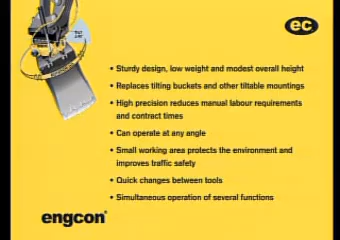 ec
• Sturdy design, low weight and modest overall height
• Replaces tilting buckets and other tiltable mountings
• High precision reduces manual labour requirements
and contract times
• Can operate at any angle
• Small working area protects the environment and
improves traffic safety
• Quick changes between tools
• Simultaneous operation of several functions
engcon